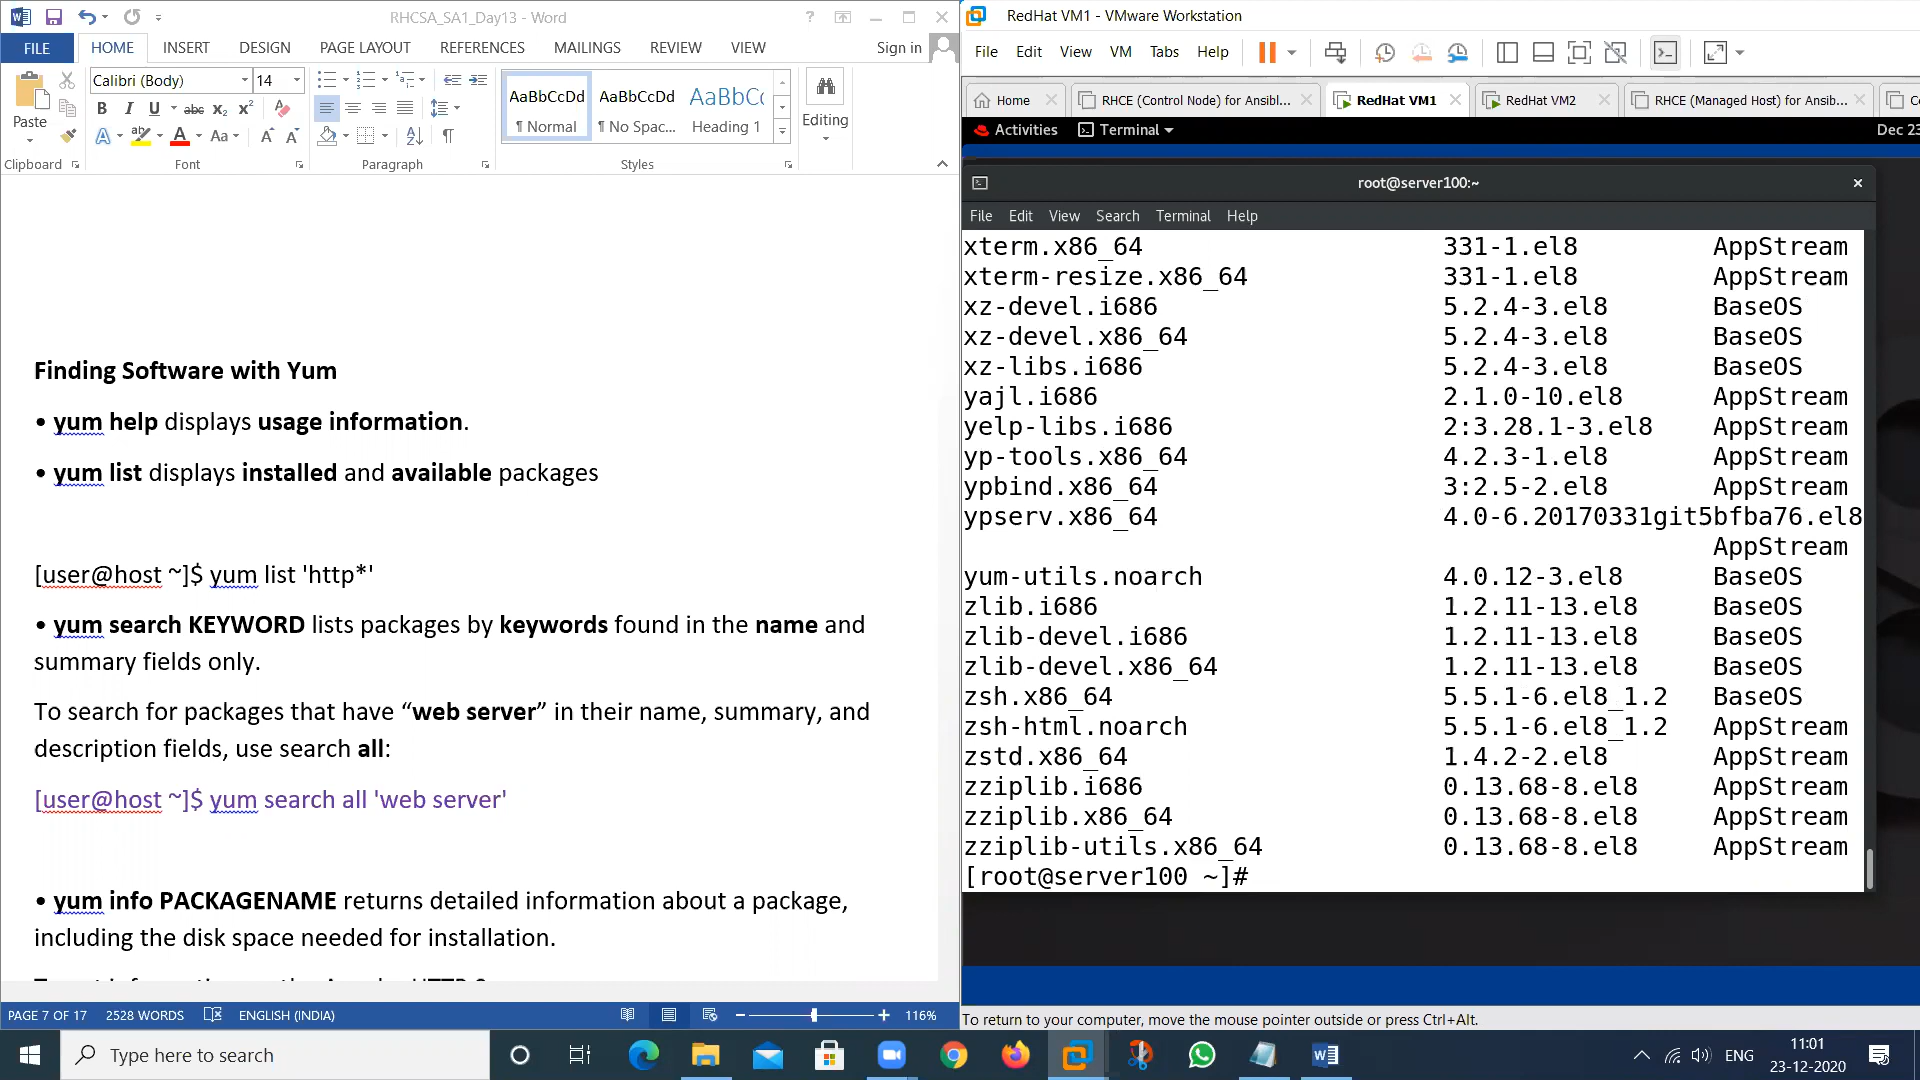 RHCSA_SA1_Day13 - Word
FILE HOME INSERT DESIGN PAGE LAYOUT REFERENCES MAILINGS REVIEW VIEW Sign in
Calibri (Body) 14
Paste
B I U abc x₂ x²
A A Aa A A
AaBbCcDd AaBbCcDd AaBbCc
¶ Normal ¶ No Spac... Heading 1
Editing
Clipboard Font Paragraph Styles
Finding Software with Yum
• yum help displays usage information.
• yum list displays installed and available packages
[user@host ~]$ yum list 'http*'
• yum search KEYWORD lists packages by keywords found in the name and
summary fields only.
To search for packages that have “web server” in their name, summary, and
description fields, use search all:
[user@host ~]$ yum search all 'web server'
• yum info PACKAGENAME returns detailed information about a package,
including the disk space needed for installation.
PAGE 7 OF 17 2528 WORDS ENGLISH (INDIA) 116%
RedHat VM1 - VMware Workstation
File Edit View VM Tabs Help
Home RHCE (Control Node) for Ansibl... RedHat VM1 RedHat VM2 RHCE (Managed Host) for Ansib...
Activities Terminal Dec 23
root@server100:~
File Edit View Search Terminal Help
xterm.x86_64 331-1.el8 AppStream
xterm-resize.x86_64 331-1.el8 AppStream
xz-devel.i686 5.2.4-3.el8 BaseOS
xz-devel.x86_64 5.2.4-3.el8 BaseOS
xz-libs.i686 5.2.4-3.el8 BaseOS
yajl.i686 2.1.0-10.el8 AppStream
yelp-libs.i686 2:3.28.1-3.el8 AppStream
yp-tools.x86_64 4.2.3-1.el8 AppStream
ypbind.x86_64 3:2.5-2.el8 AppStream
ypserv.x86_64 4.0-6.20170331git5bfba76.el8
AppStream
yum-utils.noarch 4.0.12-3.el8 BaseOS
zlib.i686 1.2.11-13.el8 BaseOS
zlib-devel.i686 1.2.11-13.el8 BaseOS
zlib-devel.x86_64 1.2.11-13.el8 BaseOS
zsh.x86_64 5.5.1-6.el8_1.2 BaseOS
zsh-html.noarch 5.5.1-6.el8_1.2 AppStream
zstd.x86_64 1.4.2-2.el8 AppStream
zziplib.i686 0.13.68-8.el8 AppStream
zziplib.x86_64 0.13.68-8.el8 AppStream
zziplib-utils.x86_64 0.13.68-8.el8 AppStream
[root@server100 ~]#
To return to your computer, move the mouse pointer outside or press Ctrl+Alt.
Type here to search
ENG
11:01
23-12-2020